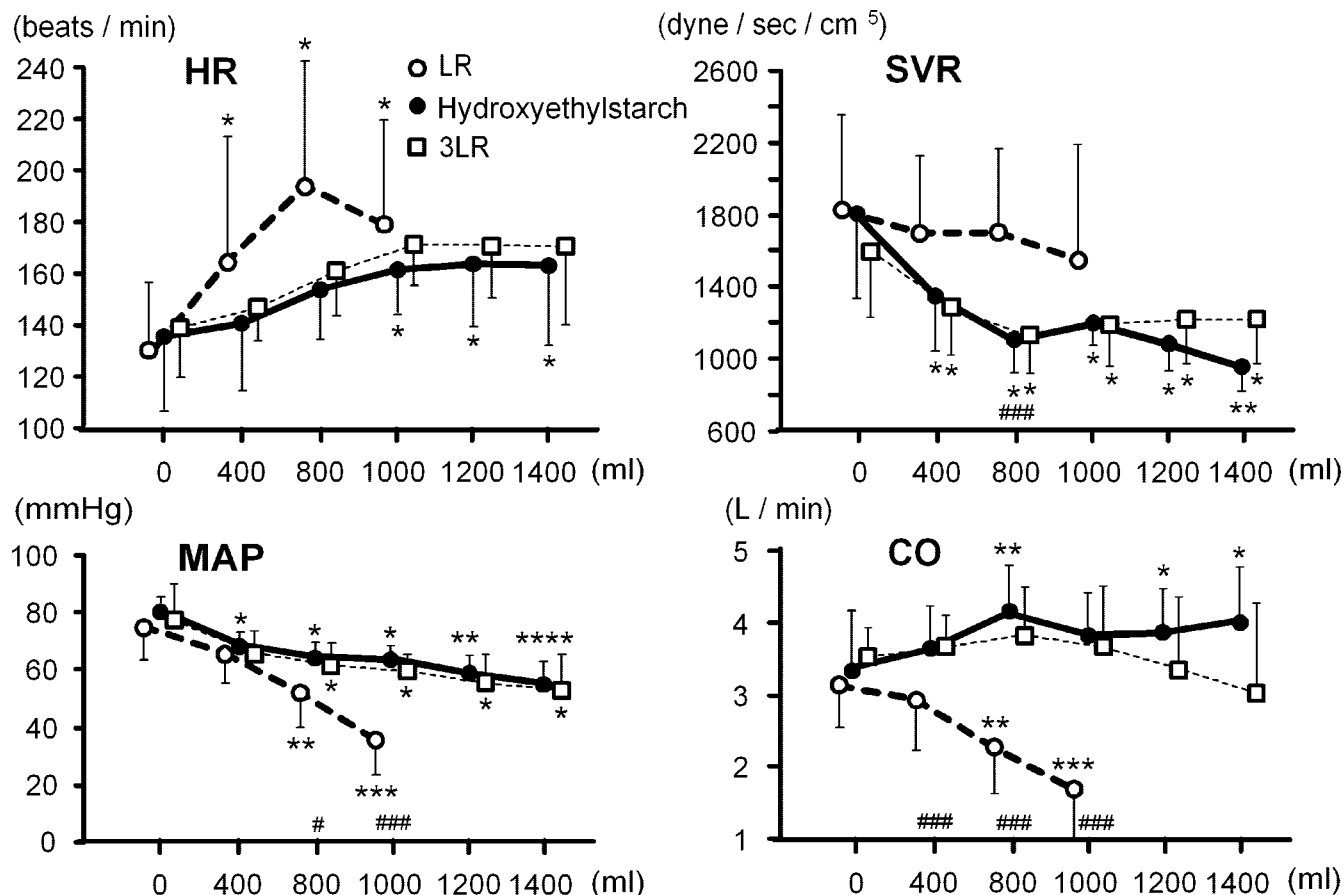 (beats / min)
HR
240
220
200
180
160
140
120
100
* * *
LR
Hydroxyethylstarch
3LR
* * *
0 400 800 1000 1200 1400 (ml)
(dyne / sec / cm 5)
SVR
2600
2200
1800
1400
1000
600
* * * * * * * * ** *
###
0 400 800 1000 1200 1400 (ml)
(mmHg)
MAP
100
80
60
40
20
0
* * * ** ****
* * * *
**
***
# ###
0 400 800 1000 1200 1400 (ml)
(L / min)
CO
5
4
3
2
1
** * *
**
***
### ### ###
0 400 800 1000 1200 1400 (ml)